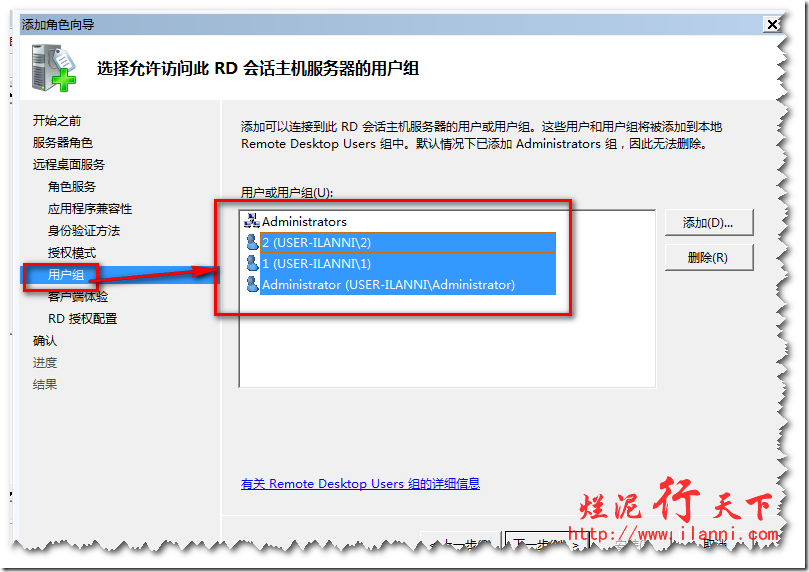 添加角色向导
选择允许访问此 RD 会话主机服务器的用户组
开始之前
服务器角色
远程桌面服务
角色服务
应用程序兼容性
身份验证方法
授权模式
用户组
客户端体验
RD 授权配置
确认
进度
结果
添加可以连接到此 RD 会话主机服务器的用户或用户组。这些用户和用户组将被添加到本地
Remote Desktop Users 组中。默认情况下已添加 Administrators 组，因此无法删除。
用户或用户组(U):
Administrators
2 (USER-ILANNI\2)
1 (USER-ILANNI\1)
Administrator (USER-ILANNI\Administrator)
添加(D)...
删除(R)
有关 Remote Desktop Users 组的详细信息
烂泥行天下
http://www.ilanni.com